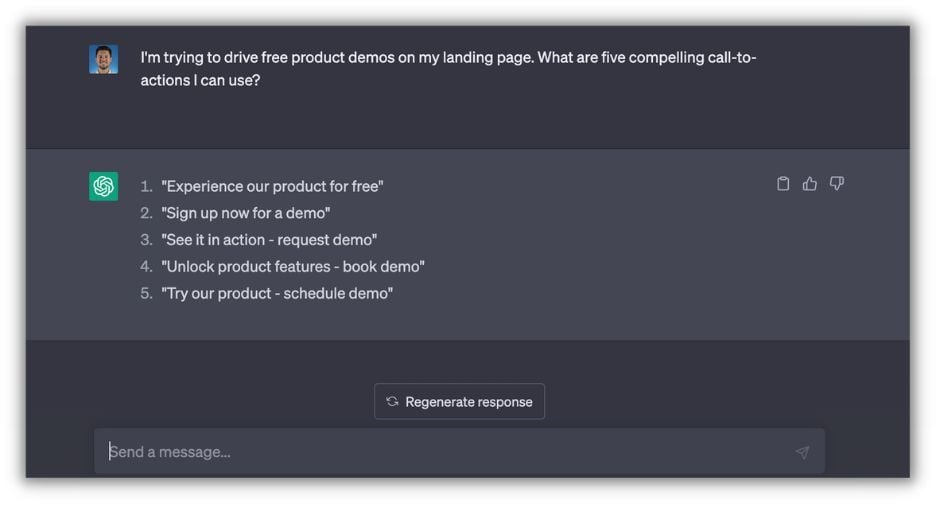 I'm trying to drive free product demos on my landing page. What are five compelling call-to-
actions I can use?
1. "Experience our product for free"
2. "Sign up now for a demo"
3. "See it in action - request demo"
4. "Unlock product features - book demo"
5. "Try our product - schedule demo"
Regenerate response
Send a message...